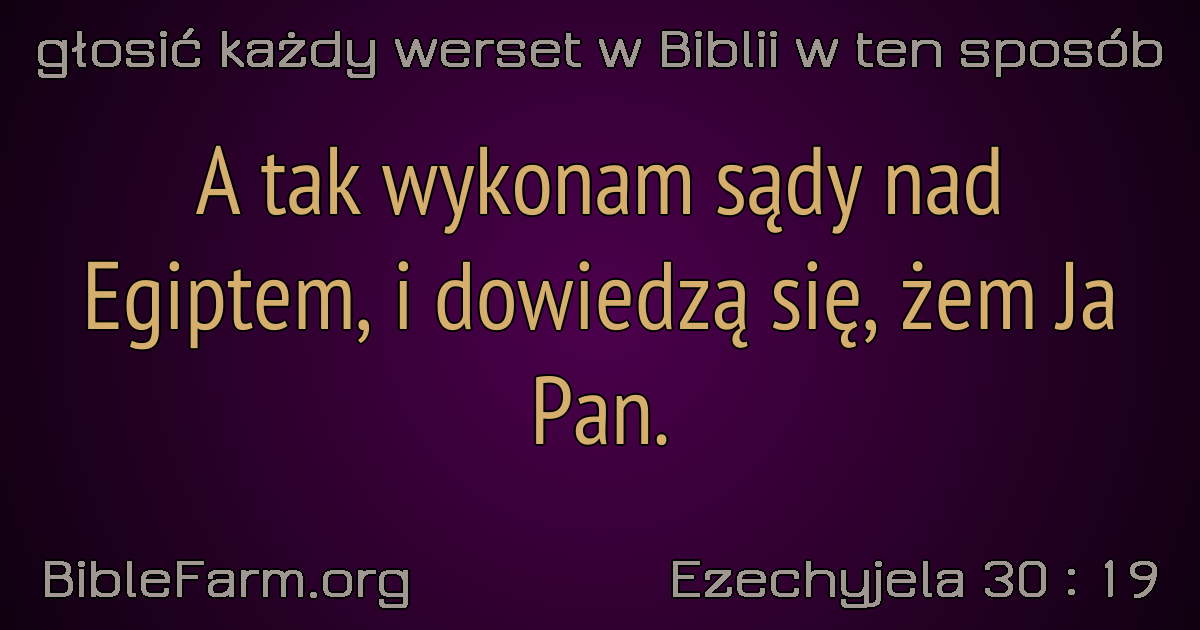 głosić każdy werset w Biblii w ten sposób
A tak wykonam sądy nad
Egiptem, i dowiedzą się, żem Ja
Pan.
BibleFarm.org
Ezechyjela 30 : 19